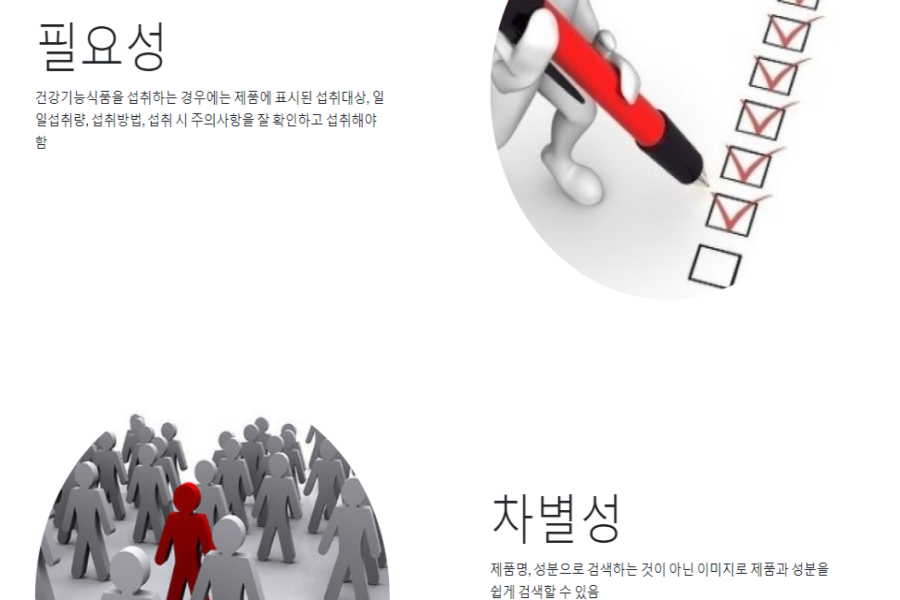 필요성
건강기능식품을 섭취하는 경우에는 제품에 표시된 섭취대상, 일
일섭취량, 섭취방법, 섭취 시 주의사항을 잘 확인하고 섭취해야
함
차별성
제품명, 성분으로 검색하는 것이 아닌 이미지로 제품과 성분을
쉽게 검색할 수 있음